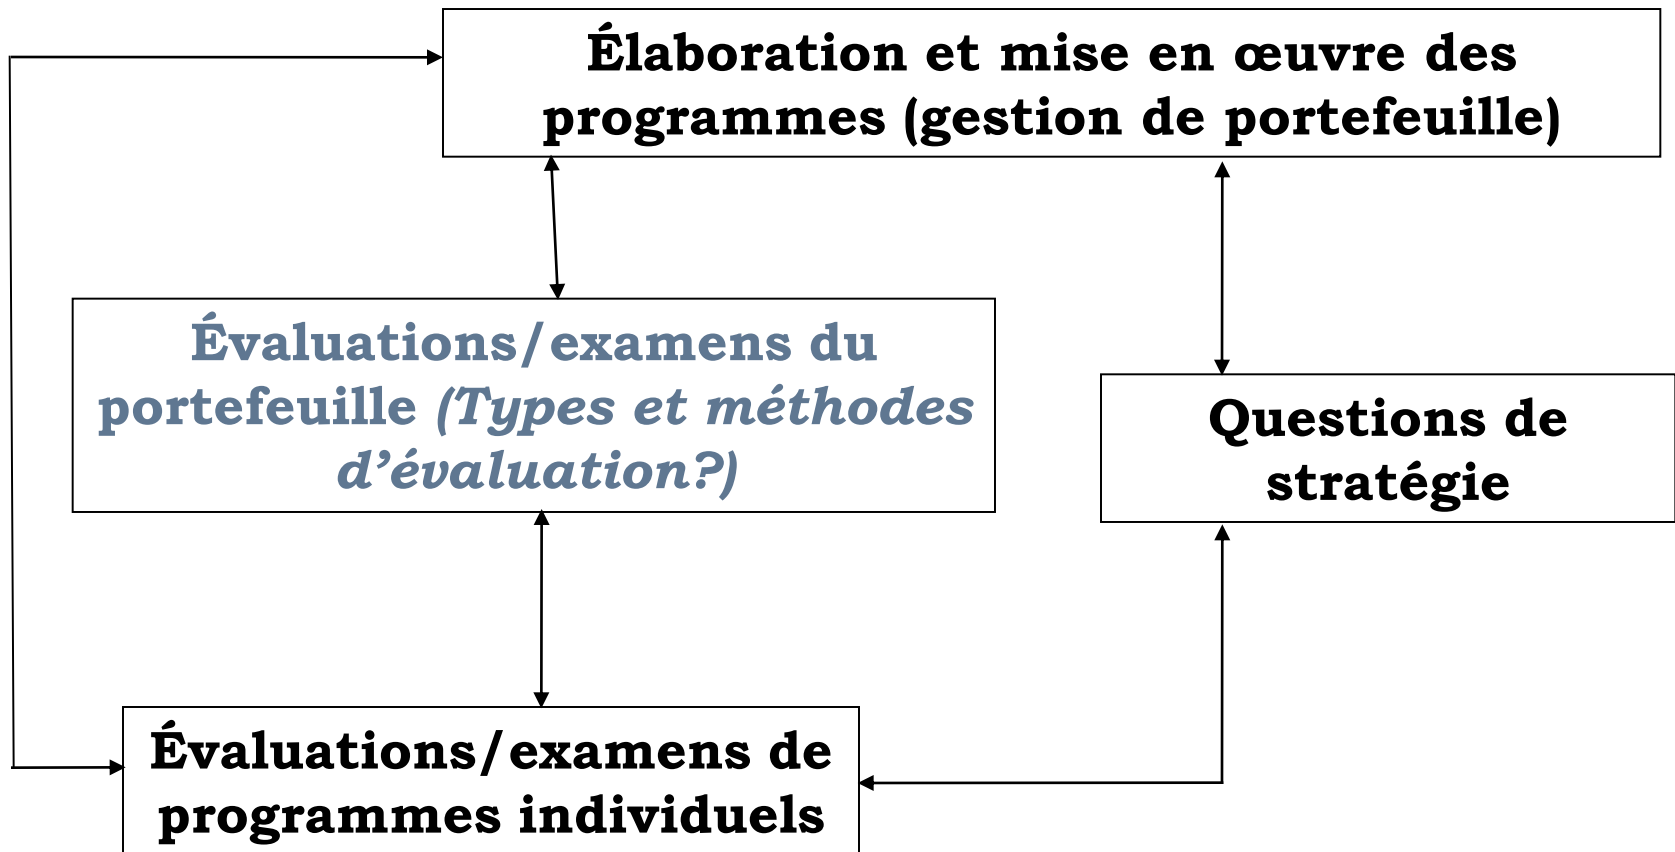 Élaboration et mise en œuvre des
programmes (gestion de portefeuille)
Évaluations/examens du
portefeuille (Types et méthodes
d’évaluation?)
Questions de
stratégie
Évaluations/examens de
programmes individuels